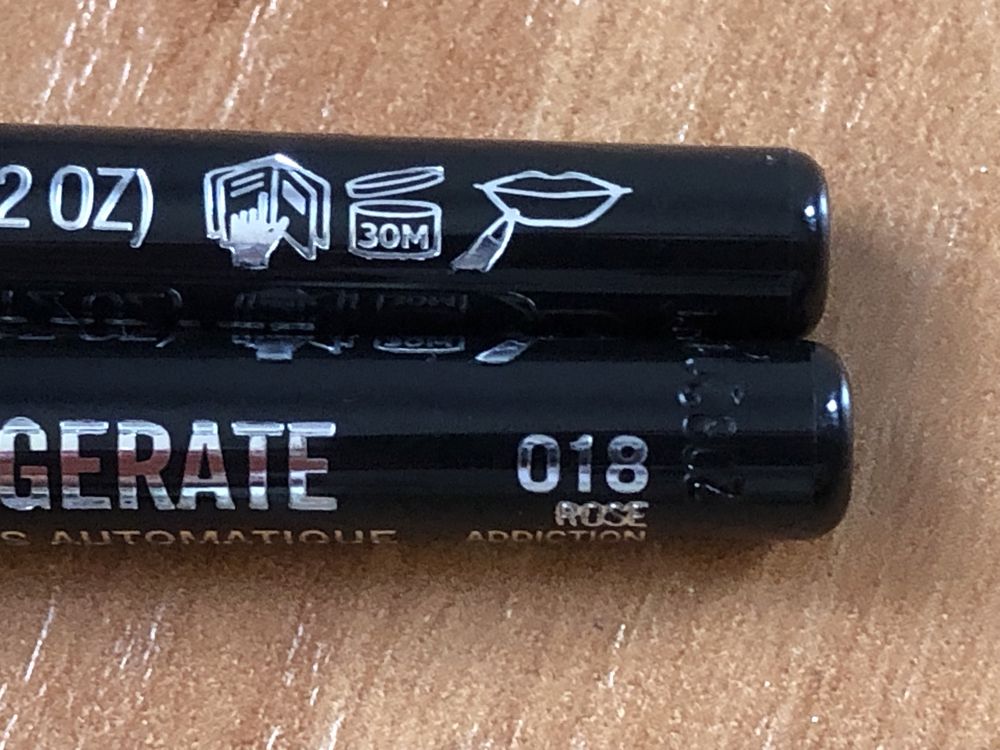 2 OZ)
30M
GERATE
018
ROSE
S AUTOMATIQUE
ADDICTION